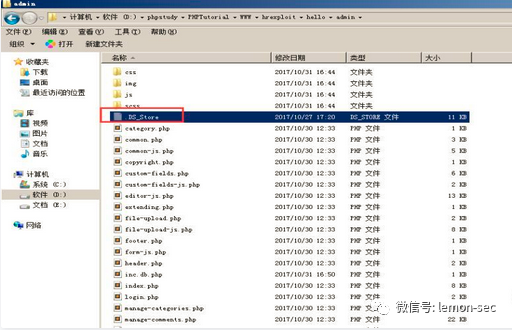 admin
计算机 ▸ 软件 (D:) ▸ phpstudy ▸ PHPTutorial ▸ WWW ▸ hrexploit ▸ hallo ▸ admin ▸
文件(F) 编辑(E) 查看(V) 工具(T) 帮助(H)
组织 打开 新建文件夹
收藏夹
下载
桌面
最近访问的位置
库
视频
图片
文档
音乐
计算机
系统 (C:)
软件 (D:)
文档 (E:)
网络
名称 修改日期 类型 大小
css 2017/10/31 16:44 文件夹
img 2017/10/31 16:44 文件夹
js 2017/10/31 16:44 文件夹
scss 2017/10/31 16:44 文件夹
DS_Store 2017/10/27 17:20 DS_STORE 文件 11 KB
category.php 2017/10/30 12:33 PHP 文件 1 KB
common.php 2017/10/30 12:33 PHP 文件 3 KB
common-js.php 2017/10/30 12:33 PHP 文件 5 KB
copyright.php 2017/10/30 12:33 PHP 文件 1 KB
custom-fields.php 2017/10/30 12:33 PHP 文件 6 KB
custom-fields-js.php 2017/10/30 12:33 PHP 文件 2 KB
editor-js.php 2017/10/30 12:33 PHP 文件 13 KB
extending.php 2017/10/30 12:33 PHP 文件 1 KB
file-upload.php 2017/10/30 12:33 PHP 文件 2 KB
file-upload-js.php 2017/10/30 12:33 PHP 文件 8 KB
footer.php 2017/10/30 12:33 PHP 文件 1 KB
form-js.php 2017/10/30 12:33 PHP 文件 1 KB
header.php 2017/10/30 12:33 PHP 文件 2 KB
inc.db.php 2017/10/31 16:50 PHP 文件 1 KB
index.php 2017/10/30 12:33 PHP 文件 8 KB
login.php 2017/10/30 12:33 PHP 文件 2 KB
manage-categories.php 2017/10/30 12:33
manage-comments.php 2017/10/30 12:33 PHP 文件
微信号: lemon-sec